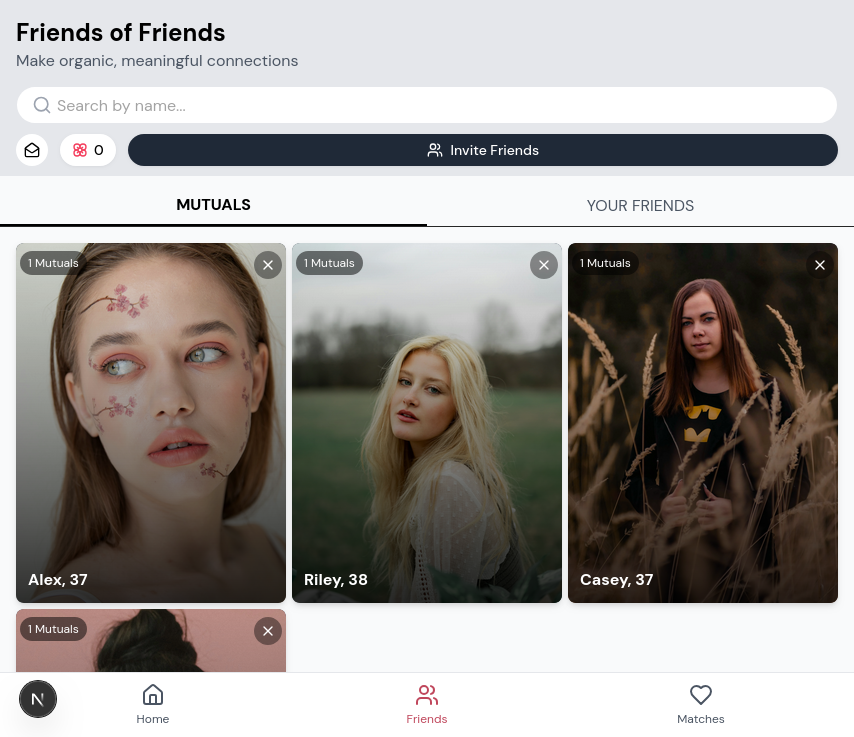 Friends of Friends
Make organic, meaningful connections
Search by name...
0
Invite Friends
MUTUALS
YOUR FRIENDS
1 Mutuals
1 Mutuals
1 Mutuals
Alex, 37
Riley, 38
Casey, 37
1 Mutuals
N
Home
Friends
Matches